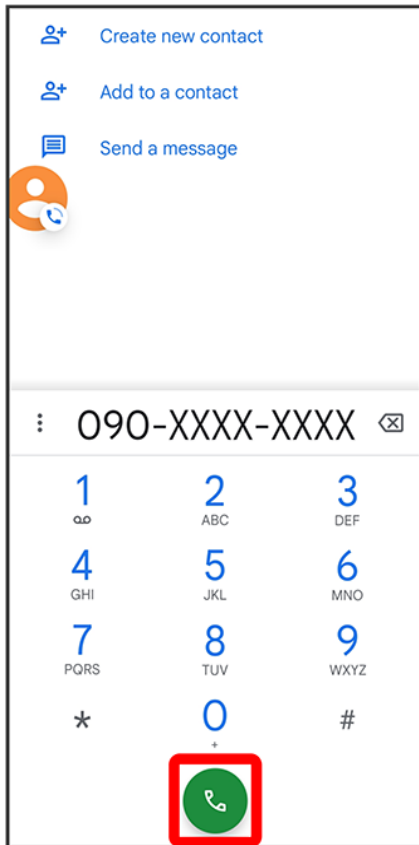 Create new contact
Add to a contact
Send a message
090-XXXX-XXXX
1 2 3
ABC DEF
4 5 6
GHI JKL MNO
7 8 9
PQRS TUV WXYZ
* 0 #
+